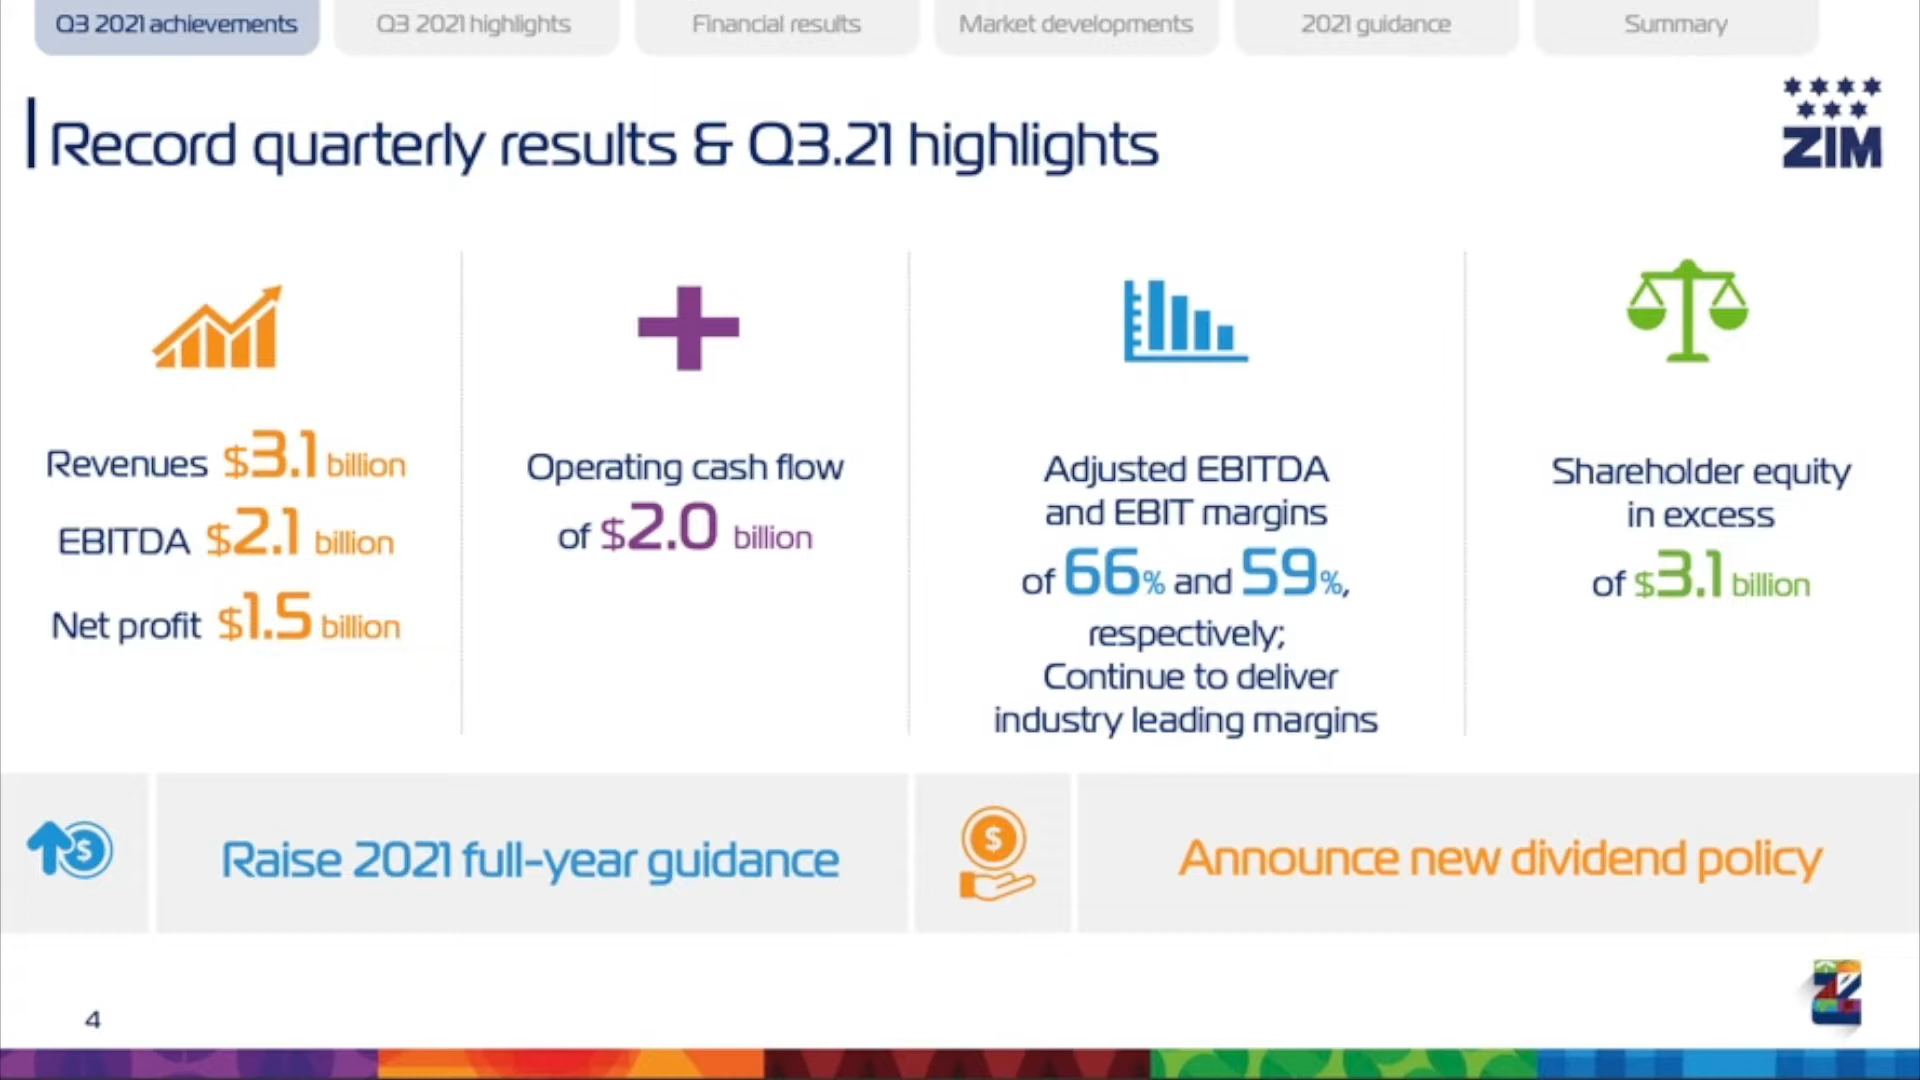 Q3 2021 achievements
Q3 2021 highlights
Financial results
Market developments
2021 guidance
Summary
Record quarterly results & Q3.21 highlights
ZIM
Revenues $3.1 billion
EBITDA $2.1 billion
Net profit $1.5 billion
Operating cash flow
of $2.0 billion
Adjusted EBITDA
and EBIT margins
of 66% and 59%,
respectively;
Continue to deliver
industry leading margins
Shareholder equity
in excess
of $3.1 billion
$
Raise 2021 full-year guidance
$
Announce new dividend policy
4
Z